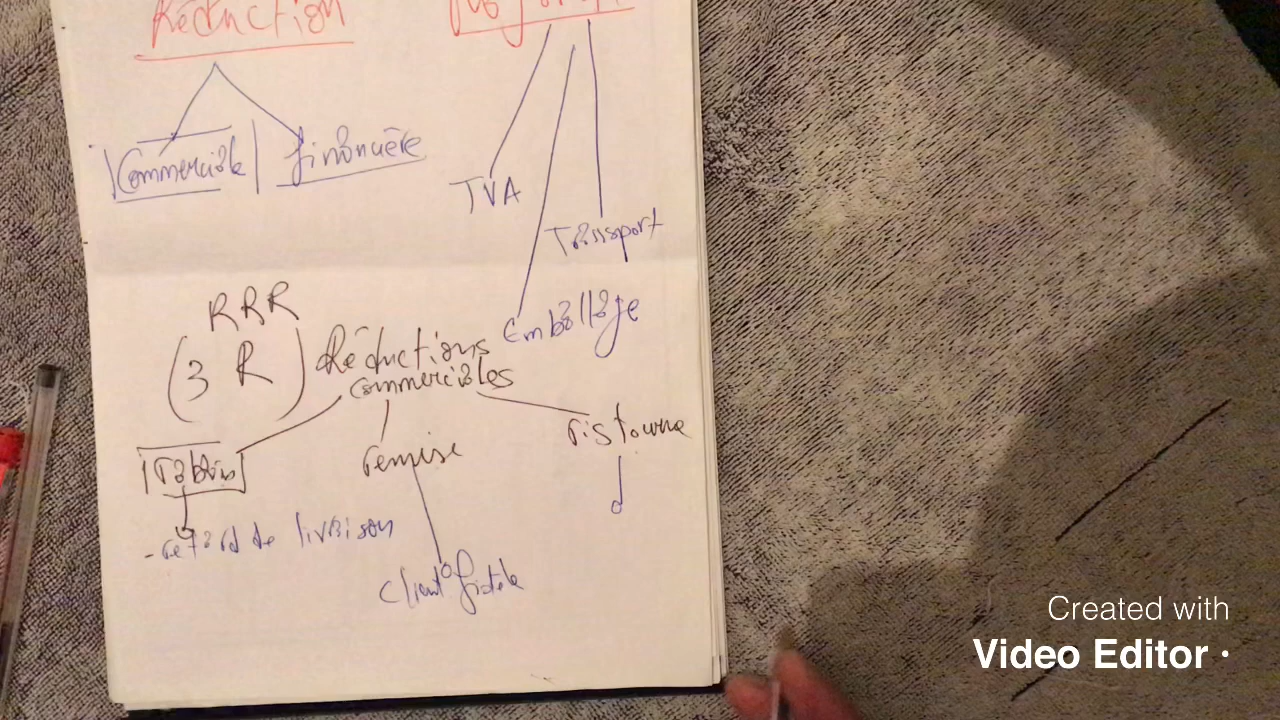 Réduction
Commerciale
financière
TVA
Transport
Emballage
RRR
(3 R)
Réductions
commerciales
rabais
remise
ristourne
- retard de livraison
client fidele
Created with
Video Editor ·